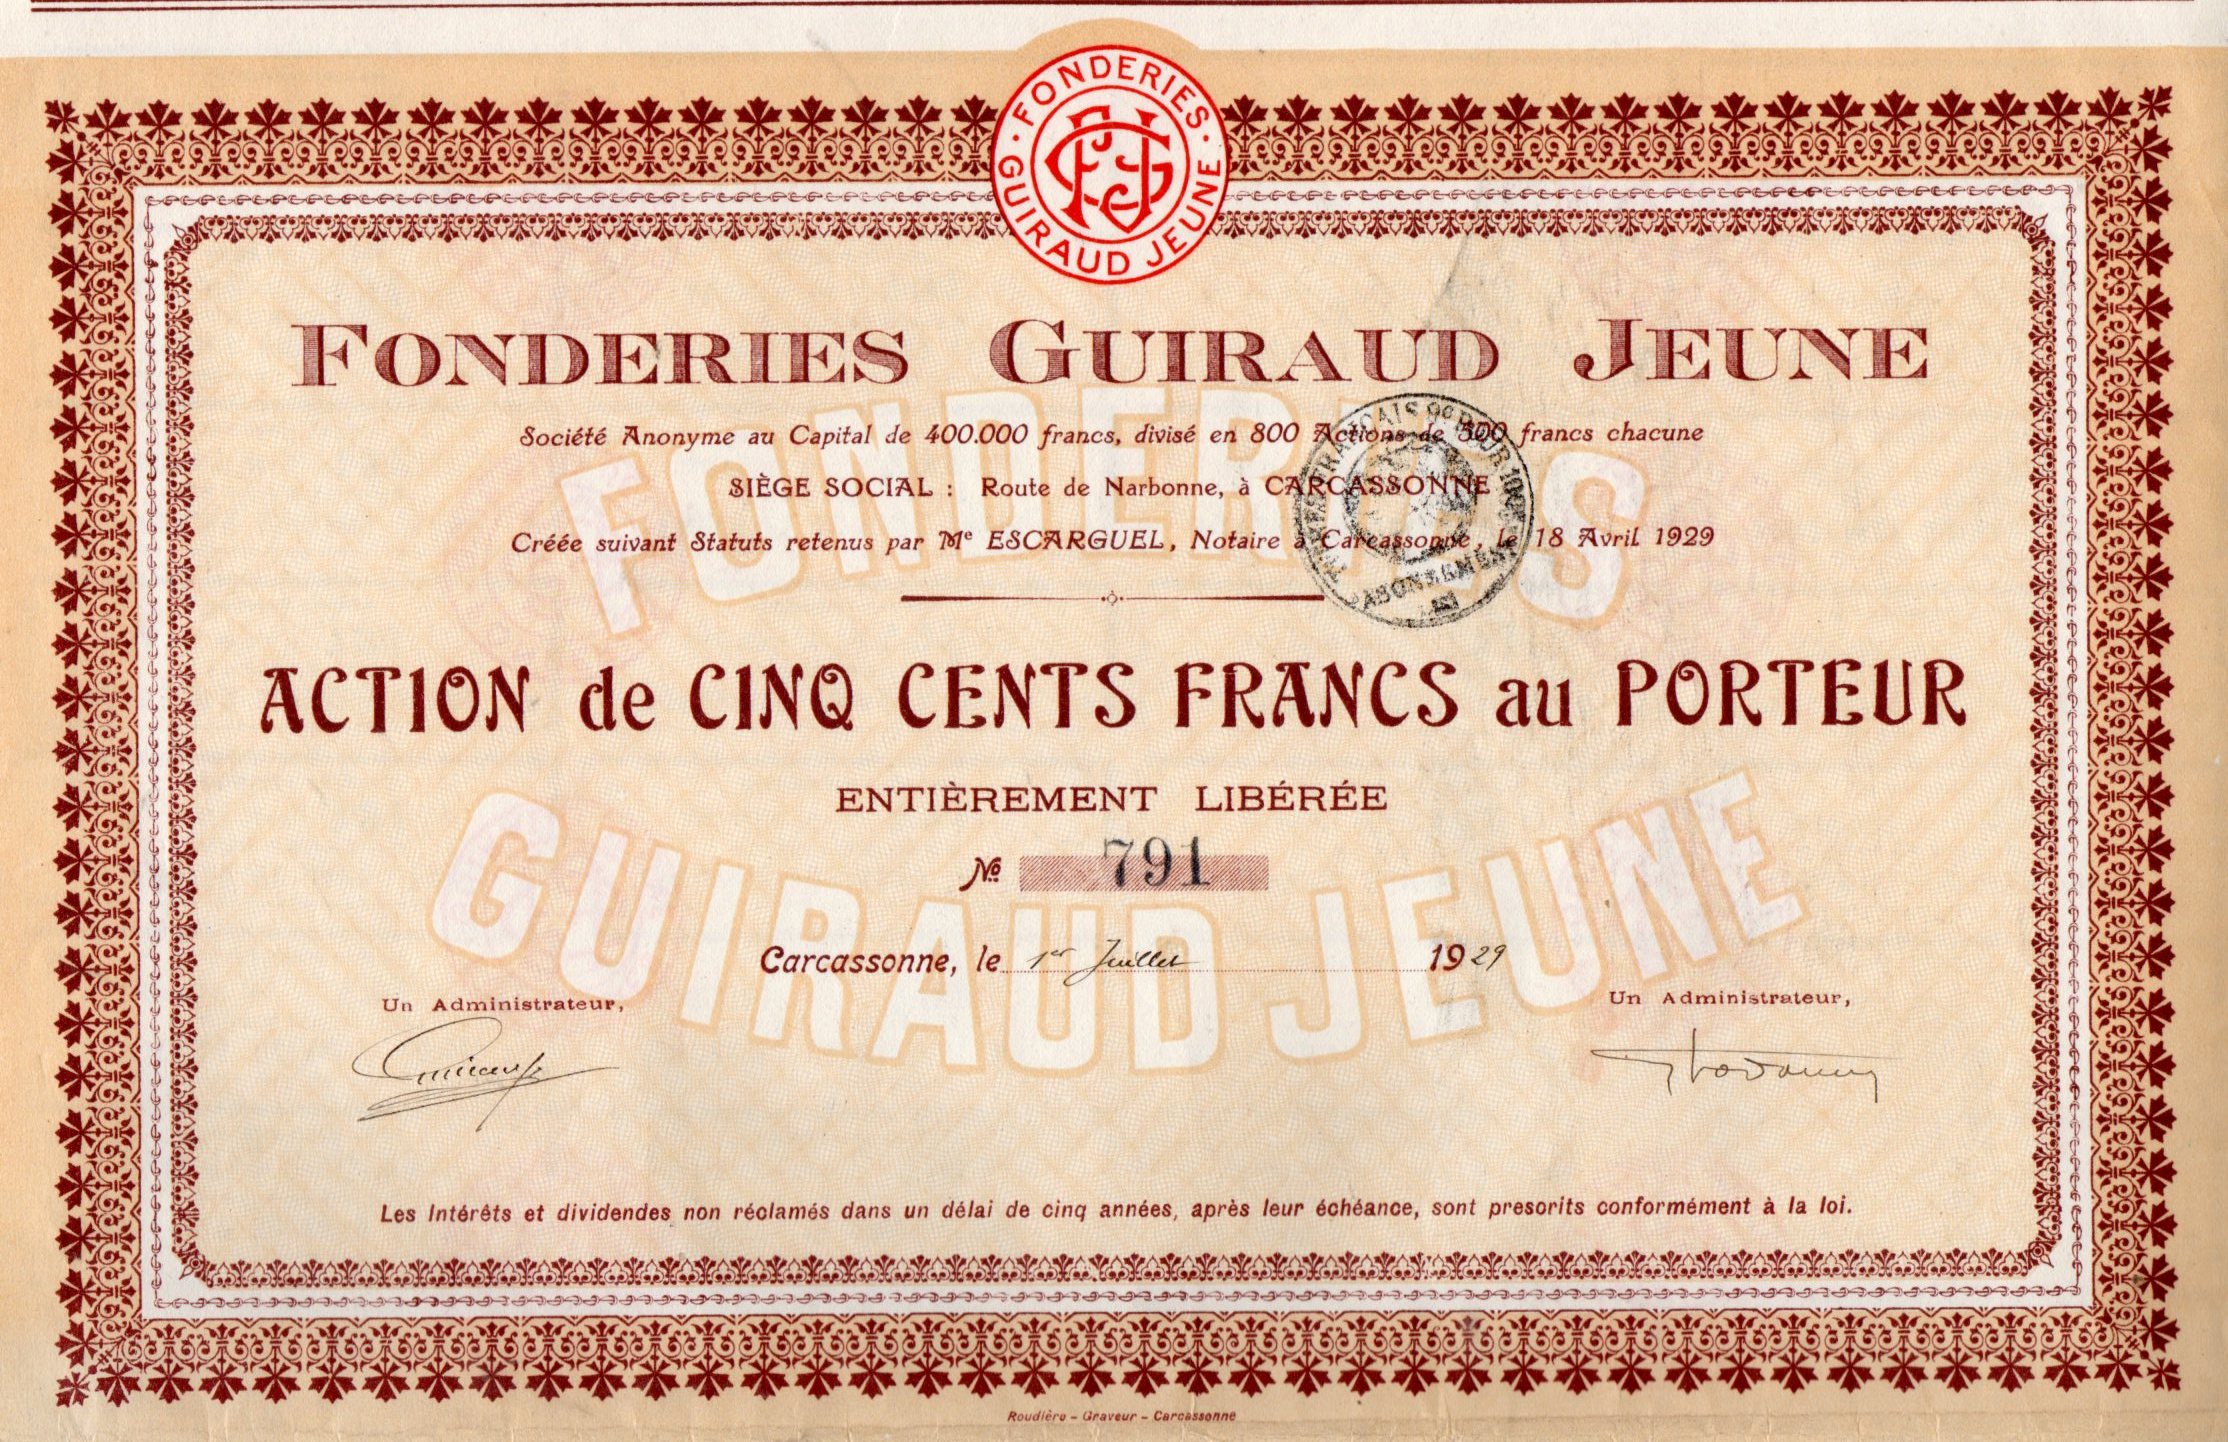 FONDERIES
GUIRAUD JEUNE
FONDERIES GUIRAUD JEUNE
Société Anonyme au Capital de 400.000 francs, divisé en 800 Actions de 500 francs chacune
SIÈGE SOCIAL : Route de Narbonne, à CARCASSONNE
Créée suivant Statuts retenus par Me ESCARGUEL, Notaire à Carcassonne, le 18 Avril 1929
FONDERIES
ACTION de CINQ CENTS FRANCS au PORTEUR
ENTIÈREMENT LIBÉRÉE
No 791
GUIRAUD JEUNE
Carcassonne, le 1er Juillet 1929
Un Administrateur,
Un Administrateur,
Les Intérêts et dividendes non réclamés dans un délai de cinq années, après leur échéance, sont prescrits conformément à la loi.
Roudière - Graveur - Carcassonne